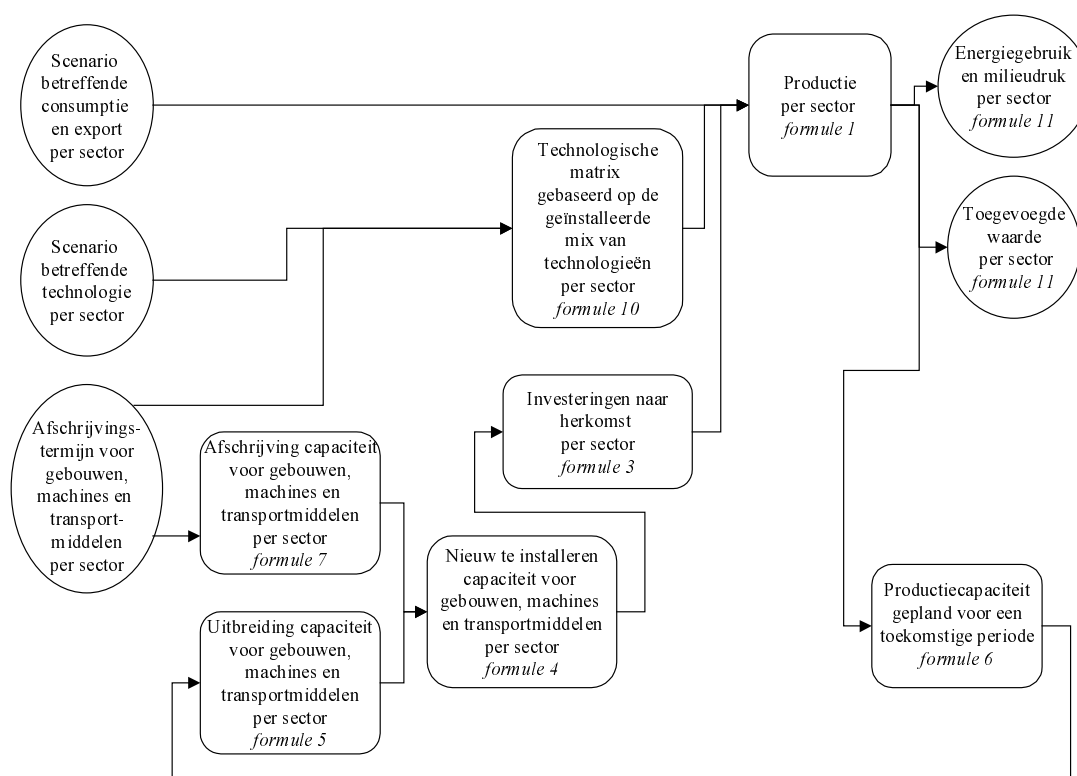 Scenario
betreffende
consumptie
en export
per sector
Productie
per sector
formule 1
Energiegebruik
en milieudruk
per sector
formule 11
Technologische
matrix
gebaseerd op de
geïnstalleerde
mix van
technologieën
per sector
formule 10
Toegevoegde
waarde
per sector
formule 11
Scenario
betreffende
technologie
per sector
Afschrijvings-
termijn voor
gebouwen,
machines en
transport-
middelen
per sector
Investeringen naar
herkomst
per sector
formule 3
Afschrijving capaciteit
voor gebouwen,
machines en
transportmiddelen
per sector
formule 7
Nieuw te installeren
capaciteit voor
gebouwen, machines
en transportmiddelen
per sector
formule 4
Productiecapaciteit
gepland voor een
toekomstige periode
formule 6
Uitbreiding capaciteit
voor gebouwen,
machines en
transportmiddelen
per sector
formule 5